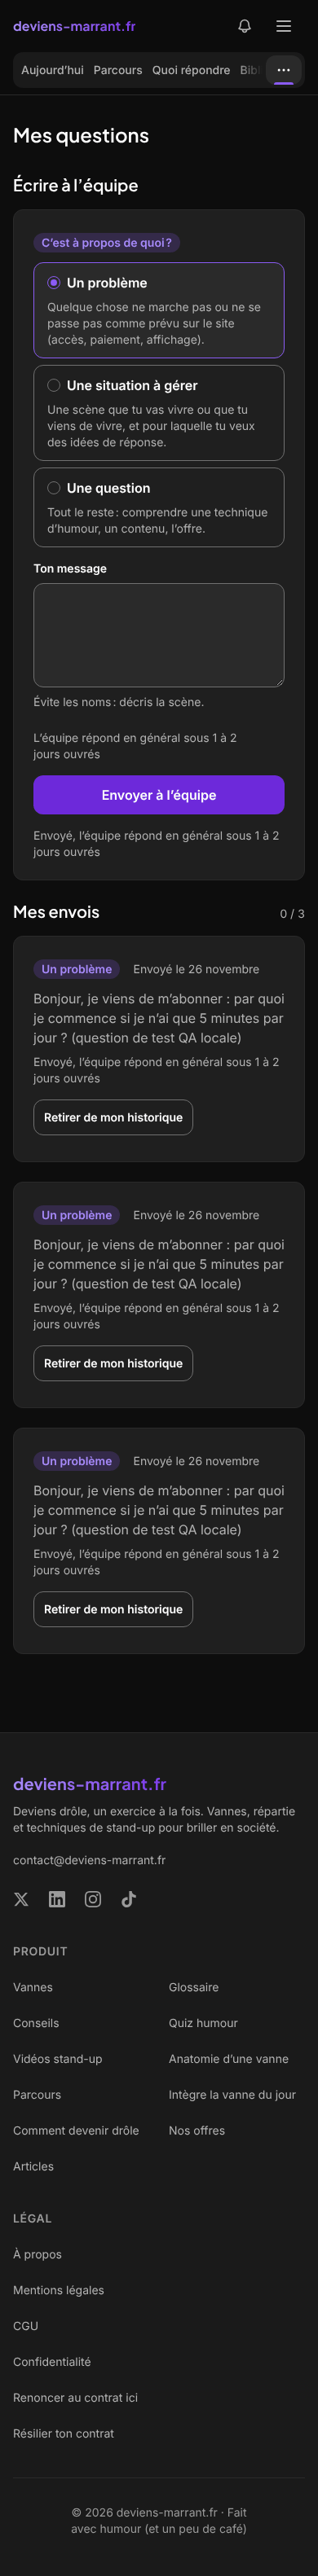 deviens-marrant.fr
Aujourd’hui Parcours Quoi répondre
Mes questions
Écrire à l’équipe
C’est à propos de quoi ?
Un problème
Quelque chose ne marche pas ou ne se
passe pas comme prévu sur le site
(accès, paiement, affichage).
Une situation à gérer
Une scène que tu vas vivre ou que tu
viens de vivre, et pour laquelle tu veux
des idées de réponse.
Une question
Tout le reste : comprendre une technique
d’humour, un contenu, l’offre.
Ton message
Évite les noms : décris la scène.
L’équipe répond en général sous 1 à 2
jours ouvrés
Envoyer à l’équipe
Envoyé, l’équipe répond en général sous 1 à 2
jours ouvrés
Mes envois 0 / 3
Un problème Envoyé le 26 novembre
Bonjour, je viens de m’abonner : par quoi
je commence si je n’ai que 5 minutes par
jour ? (question de test QA locale)
Envoyé, l’équipe répond en général sous 1 à 2
jours ouvrés
Retirer de mon historique
Un problème Envoyé le 26 novembre
Bonjour, je viens de m’abonner : par quoi
je commence si je n’ai que 5 minutes par
jour ? (question de test QA locale)
Envoyé, l’équipe répond en général sous 1 à 2
jours ouvrés
Retirer de mon historique
Un problème Envoyé le 26 novembre
Bonjour, je viens de m’abonner : par quoi
je commence si je n’ai que 5 minutes par
jour ? (question de test QA locale)
Envoyé, l’équipe répond en général sous 1 à 2
jours ouvrés
Retirer de mon historique
deviens-marrant.fr
Deviens drôle, un exercice à la fois. Vannes, répartie
et techniques de stand-up pour briller en société.
contact@deviens-marrant.fr
PRODUIT
Vannes Glossaire
Conseils Quiz humour
Vidéos stand-up Anatomie d’une vanne
Parcours Intègre la vanne du jour
Comment devenir drôle Nos offres
Articles
LÉGAL
À propos
Mentions légales
CGU
Confidentialité
Renoncer au contrat ici
Résilier ton contrat
© 2026 deviens-marrant.fr · Fait
avec humour (et un peu de café)